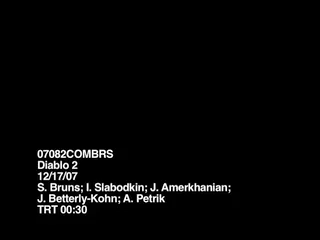 07082COMBRS
Diablo 2
12/17/07
S. Bruns; I. Slabodkin; J. Amerkhanian;
J. Betterly-Kohn; A. Petrik
TRT 00:30